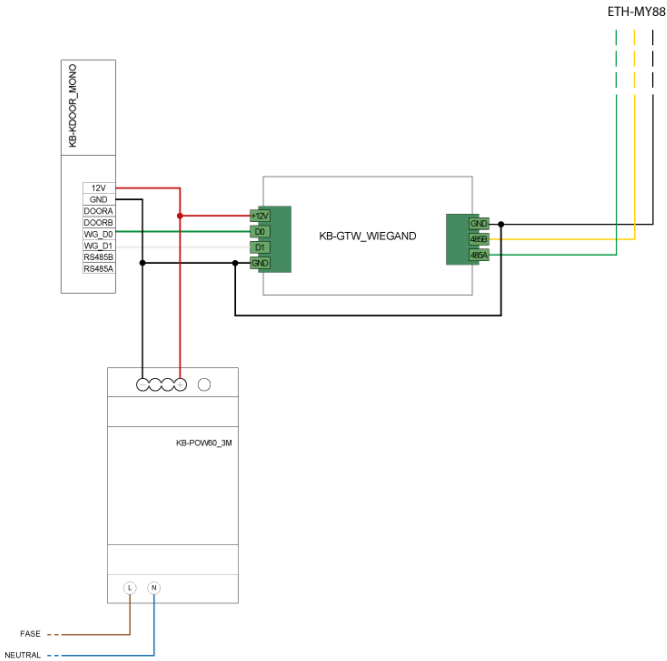 ETH-MY88
KB-KDOOR_MONO
12V
GND
DOORA
DOORB
WG_D0
WG_D1
RS485B
RS485A
+12V
D0
D1
GND
KB-GTW_WIEGAND
GND
485B
485A
- +
KB-POW60_3M
L N
FASE
NEUTRAL